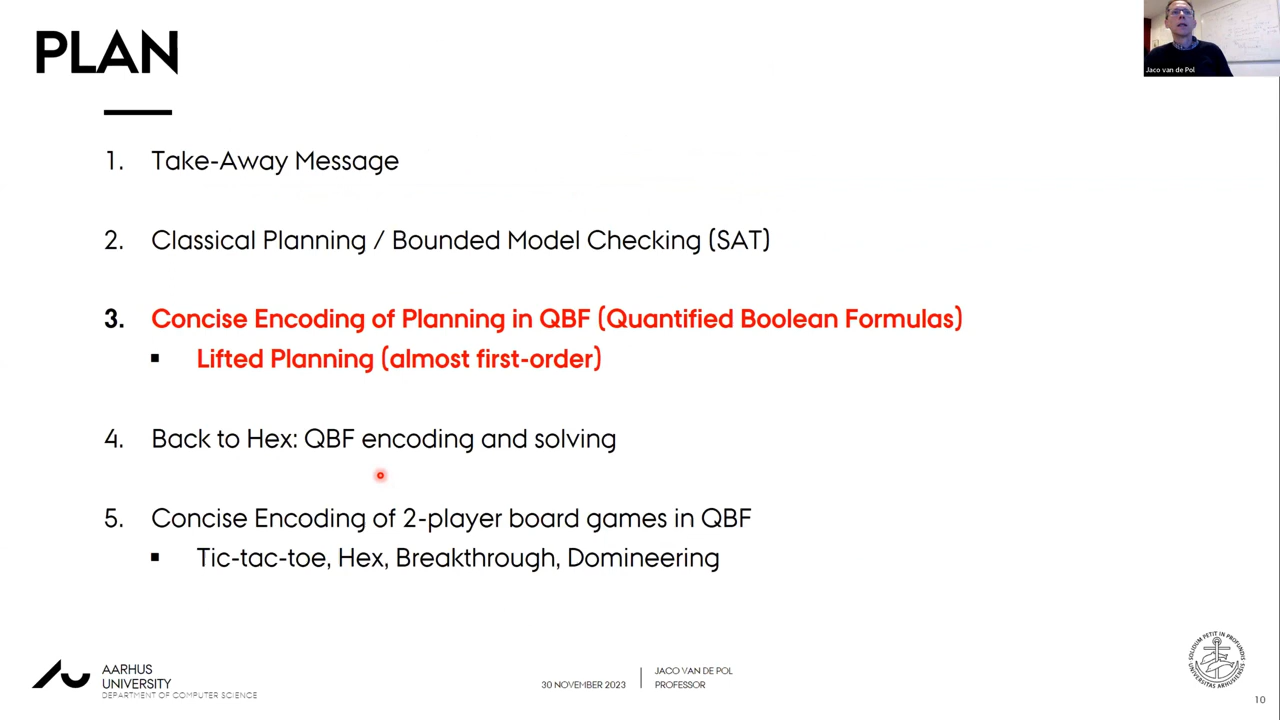 PLAN
Jaco van de Pol
1. Take-Away Message
2. Classical Planning / Bounded Model Checking (SAT)
3. Concise Encoding of Planning in QBF (Quantified Boolean Formulas)
▪ Lifted Planning (almost first-order)
4. Back to Hex: QBF encoding and solving
5. Concise Encoding of 2-player board games in QBF
▪ Tic-tac-toe, Hex, Breakthrough, Domineering
AARHUS
UNIVERSITY
DEPARTMENT OF COMPUTER SCIENCE
30 NOVEMBER 2023
JACO VAN DE POL
PROFESSOR
10